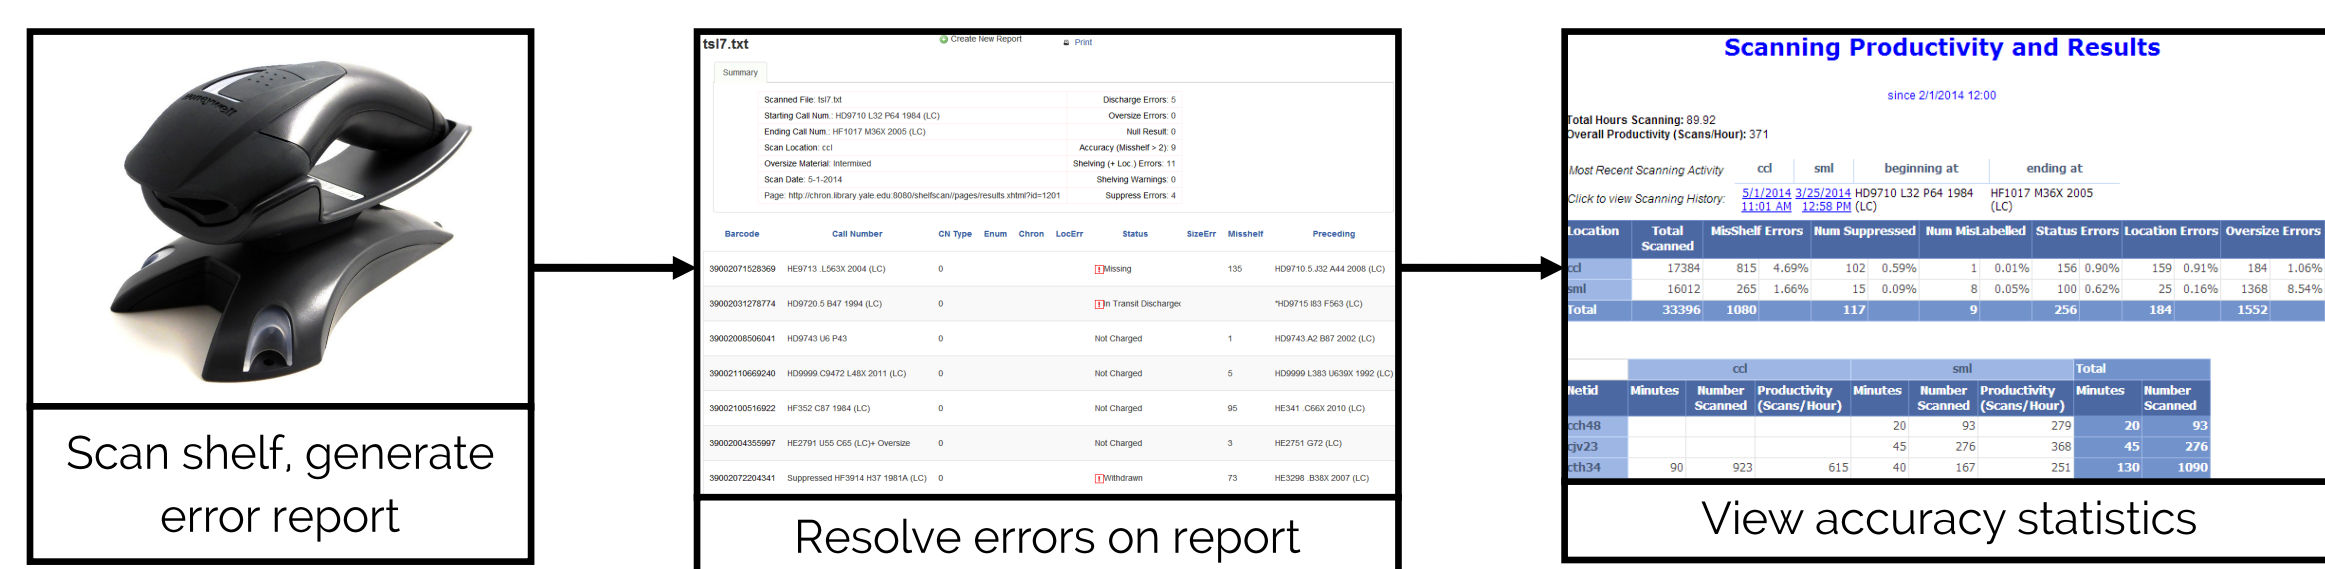 Honeywell
Scan shelf, generate
error report
tsl7.txt
Create New Report
Print
Summary
Scanned File: tsl7.txt Discharge Errors: 5
Starting Call Num.: HD9710 L32 P64 1984 (LC) Oversize Errors: 0
Ending Call Num.: HF1017 M36X 2005 (LC) Null Result: 0
Scan Location: ccl Accuracy (Misshelf > 2): 9
Oversize Material: Intermixed Shelving (+ Loc.) Errors: 11
Scan Date: 5-1-2014 Shelving Warnings: 0
Page: http://chron.library.yale.edu:8080/shelfscan//pages/results.xhtml?id=1201 Suppress Errors: 4
Barcode Call Number CN Type Enum Chron LocErr Status SizeErr Misshelf Preceding
39002071528369 HE9713 .L563X 2004 (LC) 0 Missing 135 HD9710.5.J32 A44 2008 (LC)
39002031278774 HD9720.5 B47 1994 (LC) 0 In Transit Discharged *HD9715 I83 F563 (LC)
39002008506041 HD9743 U6 P43 0 Not Charged 1 HD9743.A2 B87 2002 (LC)
39002110669240 HD9999 C9472 L48X 2011 (LC) 0 Not Charged 5 HD9999 L383 U639X 1992 (LC)
39002100516922 HF352 C87 1984 (LC) 0 Not Charged 95 HE341 .C66X 2010 (LC)
39002004355997 HE2791 U55 C65 (LC)+ Oversize 0 Not Charged 3 HE2751 G72 (LC)
39002072204341 Suppressed HF3914 H37 1981A (LC) 0 Withdrawn 73 HE3298 .B38X 2007 (LC)
Resolve errors on report
Scanning Productivity and Results
since 2/1/2014 12:00
Total Hours Scanning: 89.92
Overall Productivity (Scans/Hour): 371
Most Recent Scanning Activity ccl sml beginning at ending at
Click to view Scanning History: 5/1/2014 3/25/2014 HD9710 L32 P64 1984 HF1017 M36X 2005
11:01 AM 12:58 PM (LC) (LC)
Location Total MisShelf Errors Num Suppressed Num MisLabelled Status Errors Location Errors Oversize Errors
Scanned
ccl 17384 815 4.69% 102 0.59% 1 0.01% 156 0.90% 159 0.91% 184 1.06%
sml 16012 265 1.66% 15 0.09% 8 0.05% 100 0.62% 25 0.16% 1368 8.54%
Total 33396 1080 117 9 256 184 1552
ccl sml Total
Netid Minutes Number Productivity Minutes Number Productivity Minutes Number
Scanned (Scans/Hour) Scanned (Scans/Hour) Scanned
cch48 20 93 279 20 93
cjv23 45 276 368 45 276
cth34 90 923 615 40 167 251 130 1090
View accuracy statistics